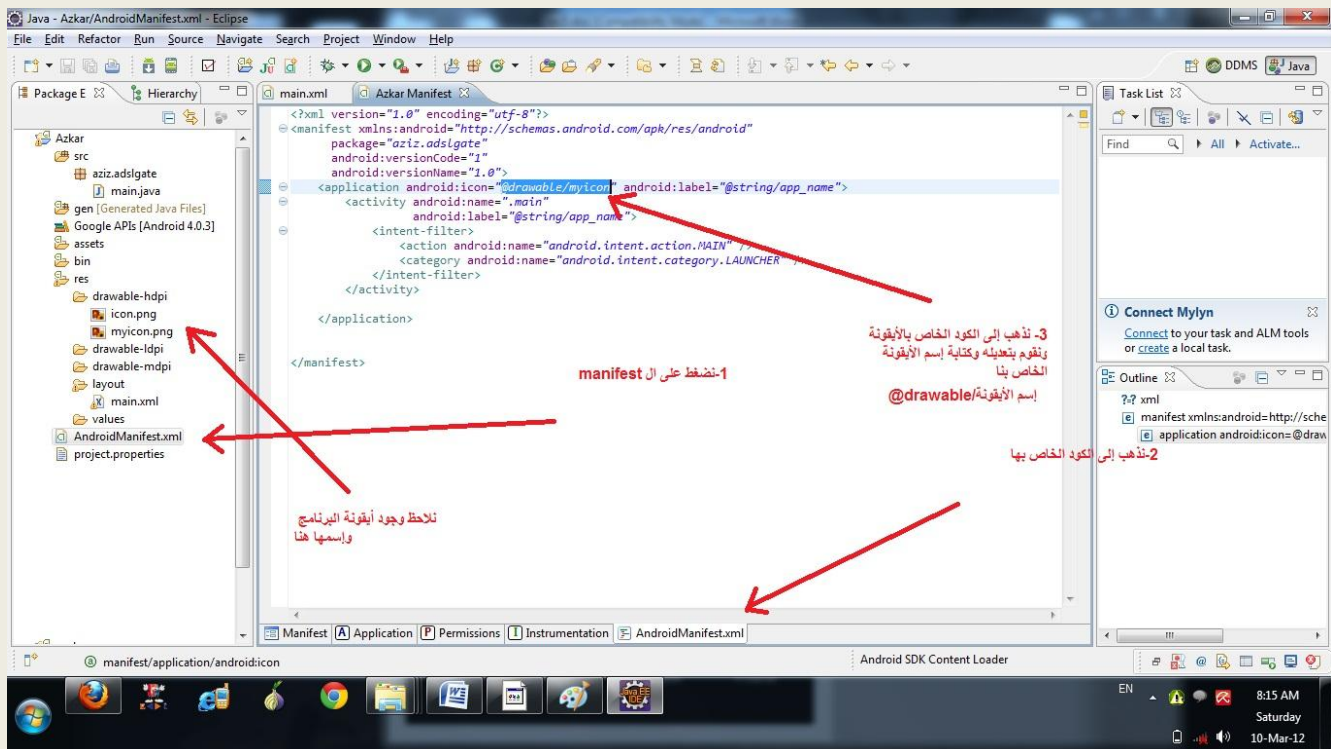 Java - Azkar/AndroidManifest.xml - Eclipse
File Edit Refactor Run Source Navigate Search Project Window Help
DDMS Java
Package E Hierarchy
Azkar
src
aziz.adslgate
main.java
gen [Generated Java Files]
Google APIs [Android 4.0.3]
assets
bin
res
drawable-hdpi
icon.png
myicon.png
drawable-ldpi
drawable-mdpi
layout
main.xml
values
AndroidManifest.xml
project.properties
main.xml Azkar Manifest
<?xml version="1.0" encoding="utf-8"?>
<manifest xmlns:android="http://schemas.android.com/apk/res/android"
package="aziz.adslgate"
android:versionCode="1"
android:versionName="1.0">
<application android:icon="@drawable/myicon" android:label="@string/app_name">
<activity android:name=".main"
android:label="@string/app_name">
<intent-filter>
<action android:name="android.intent.action.MAIN" />
<category android:name="android.intent.category.LAUNCHER" />
</intent-filter>
</activity>
</application>
</manifest>
3- نذهب إلى الكود الخاص بالأيقونة
ونقوم بتعديله وكتابة إسم الأيقونة
الخاص بنا
إسم الأيقونة/drawable@
1-نضغط على ال manifest
2-نذهب إلى الكود الخاص بها
نلاحظ وجود أيقونة البرنامج
وإسمها هنا
Manifest A Application P Permissions I Instrumentation AndroidManifest.xml
Task List
Find All Activate...
Connect Mylyn
Connect to your task and ALM tools
or create a local task.
Outline
?=? xml
e manifest xmlns:android=http://sche
e application android:icon=@draw
manifest/application/android:icon
Android SDK Content Loader
EN
8:15 AM
Saturday
10-Mar-12